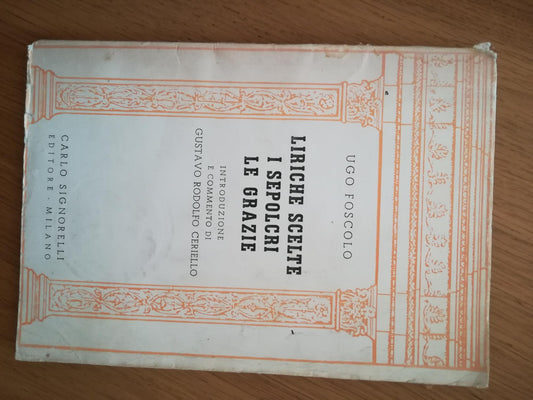 UGO FOSCOLO
LIRICHE SCELTE
I SEPOLCRI
LE GRAZIE
INTRODUZIONE
E COMMENTO DI
GUSTAVO RODOLFO CERIELLO
CARLO SIGNORELLI
EDITORE · MILANO